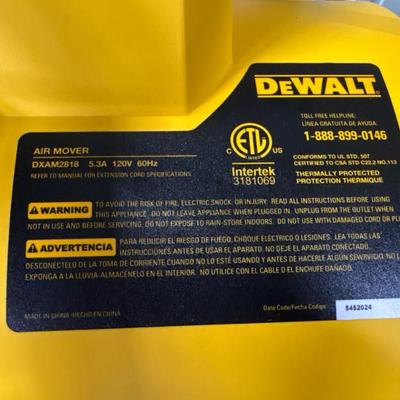 DEWALT
TOLL FREE HELPLINE:
LÍNEA GRATUITA DE AYUDA:
1-888-899-0146
CONFORMS TO UL STD. 507
CERTIFIED TO CSA STD C22.2 NO.113
THERMALLY PROTECTED
PROTECTION THERMIQUE
ETL
Intertek
3181069
AIR MOVER
DXAM2818 5.3A 120V 60Hz
REFER TO MANUAL FOR EXTENSION CORD SPECIFICATIONS
WARNING
TO AVOID THE RISK OF FIRE, ELECTRIC SHOCK, OR INJURY: READ ALL INSTRUCTIONS BEFORE USING
THIS APPLIANCE. DO NOT LEAVE APPLIANCE WHEN PLUGGED IN. UNPLUG FROM THE OUTLET WHEN
NOT IN USE AND BEFORE SERVICING. DO NOT EXPOSE TO RAIN-STORE INDOORS. DO NOT USE WITH DAMAGED CORD OR
ADVERTENCIA
PARA REDUCIR EL RIESGO DE FUEGO, CHOQUE ELÉCTRICO O LESIONES. LEA TODAS LAS
INSTRUCCIONES ANTES DE USAR EL APARATO. NO DEJE EL APARATO CONECTADO.
DESCONÉCTELO DE LA TOMA DE CORRIENTE CUANDO NO LO ESTÉ USANDO Y ANTES DE HACERLE ALGÚN SERVICIO. NO
EXPONGA A LA LLUVIA-ALMACÉNELO EN EL INTERIOR. NO UTILICE CON EL CABLE O EL ENCHUFE DAÑADO.
MADE IN CHINA /HECHO EN CHINA
Date Code/Fecha Codigo:
5452024